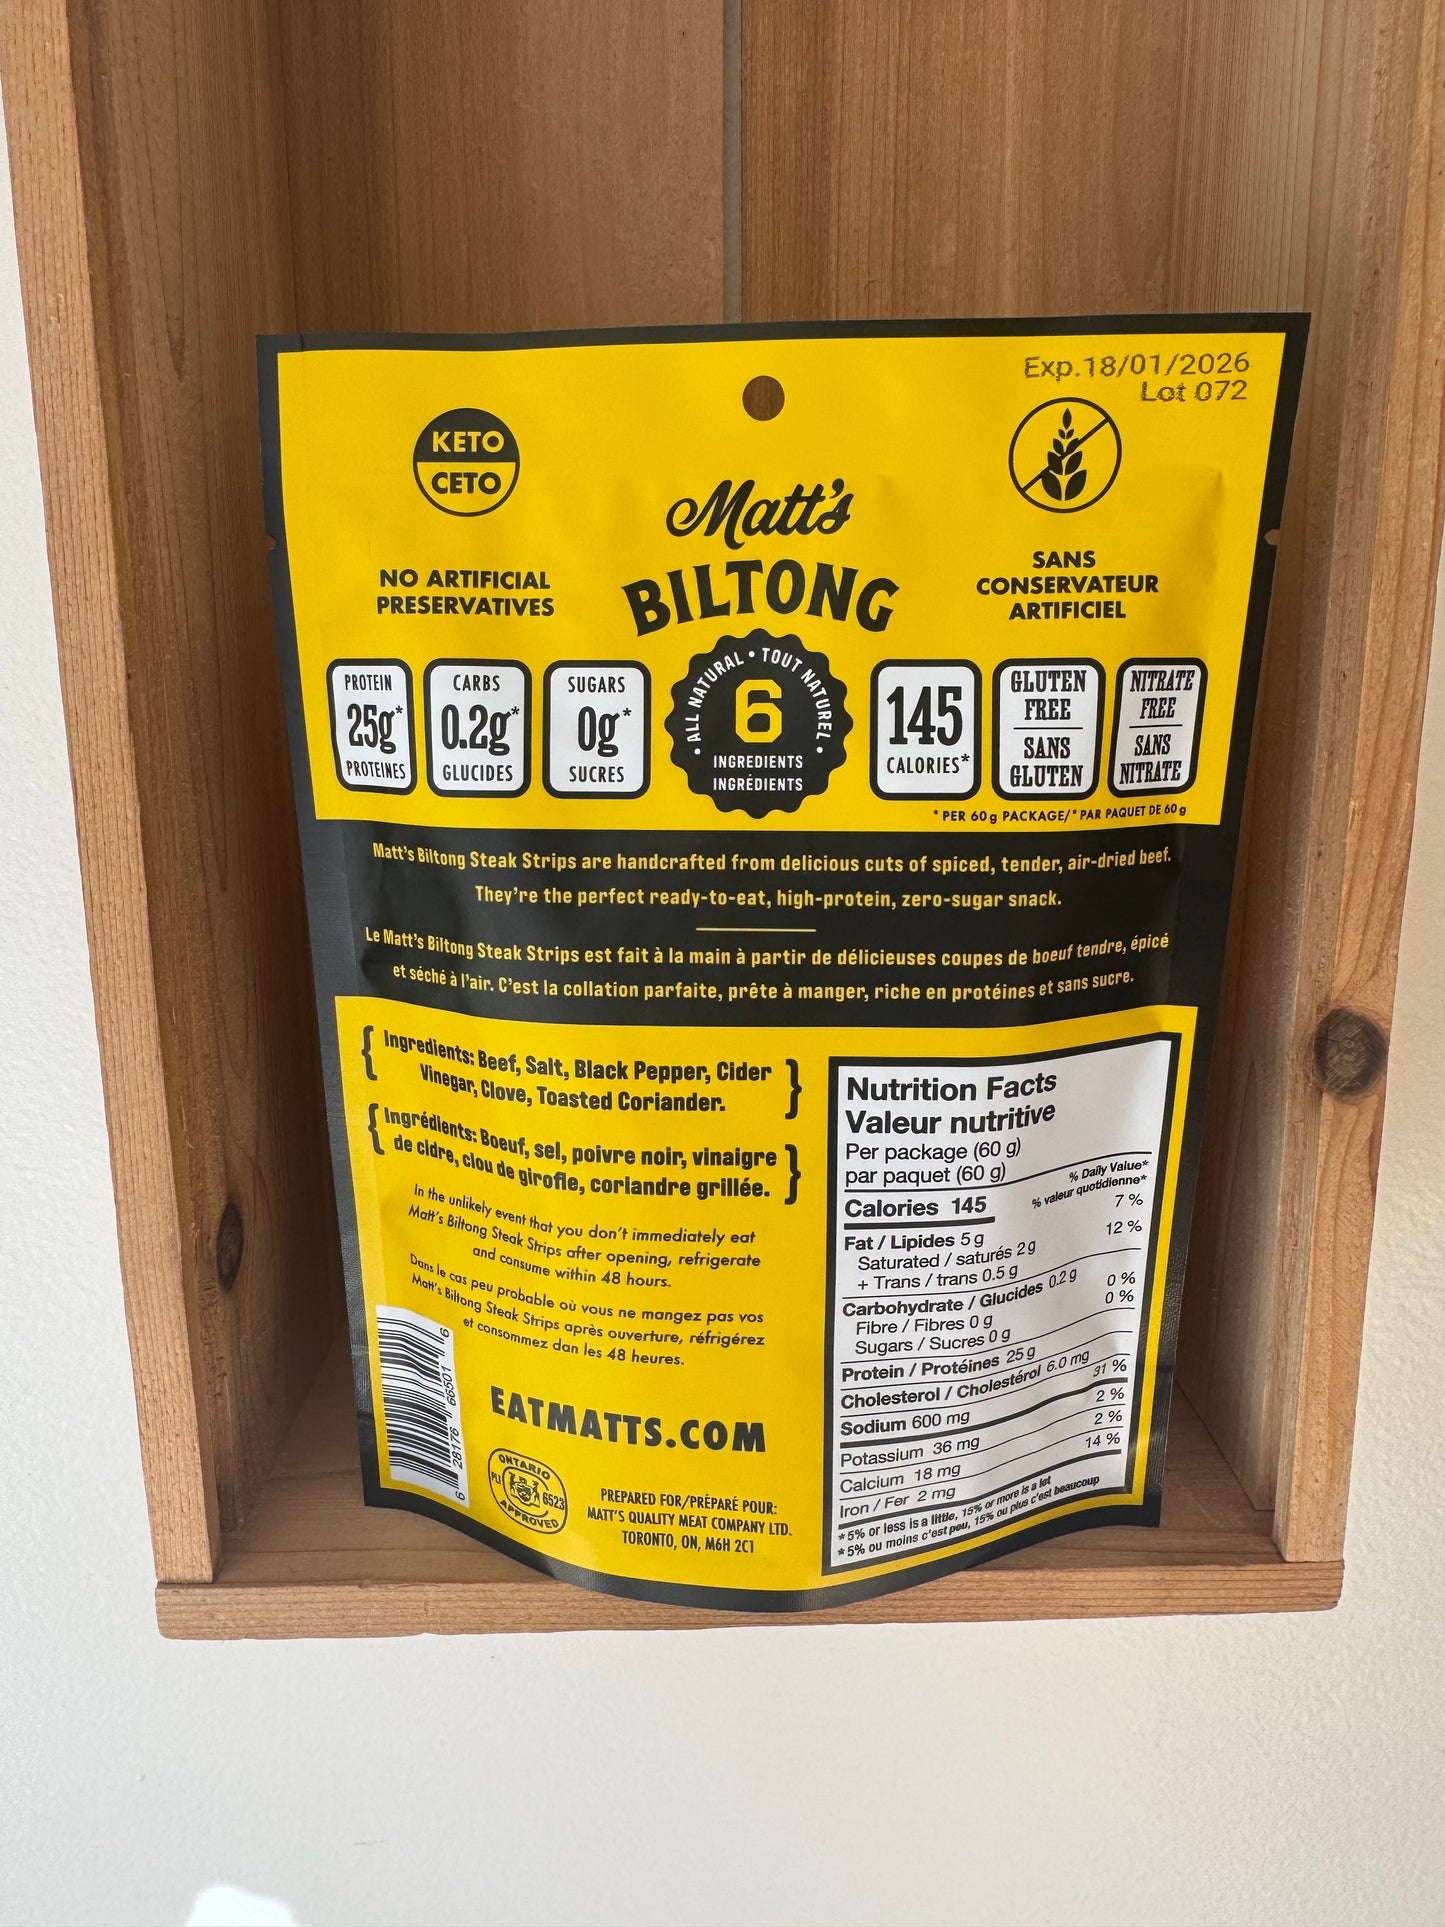 Exp.18/01/2026
Lot 072
KETO
CETO
NO ARTIFICIAL
PRESERVATIVES
Matt's
BILTONG
SANS
CONSERVATEUR
ARTIFICIEL
PROTEIN
25g*
PROTEINES
CARBS
0.2g*
GLUCIDES
SUGARS
0g*
SUCRES
• ALL NATURAL • TOUT NATUREL •
6
INGREDIENTS
INGRÉDIENTS
145
CALORIES*
GLUTEN
FREE
SANS
GLUTEN
NITRATE
FREE
SANS
NITRATE
* PER 60 g PACKAGE/* PAR PAQUET DE 60 g
Matt's Biltong Steak Strips are handcrafted from delicious cuts of spiced, tender, air-dried beef.
They're the perfect ready-to-eat, high-protein, zero-sugar snack.
Le Matt's Biltong Steak Strips est fait à la main à partir de délicieuses coupes de boeuf tendre, épicé
et séché à l'air. C'est la collation parfaite, prête à manger, riche en protéines et sans sucre.
{ Ingredients: Beef, Salt, Black Pepper, Cider
Vinegar, Clove, Toasted Coriander. }
{ Ingrédients: Boeuf, sel, poivre noir, vinaigre
de cidre, clou de girofle, coriandre grillée. }
In the unlikely event that you don't immediately eat
Matt's Biltong Steak Strips after opening, refrigerate
and consume within 48 hours.
Dans le cas peu probable où vous ne mangez pas vos
Matt's Biltong Steak Strips après ouverture, réfrigérez
et consommez dan les 48 heures.
6 28176 66501 6
EATMATTS.COM
ONTARIO
PLT 6523
APPROVED
PREPARED FOR/PRÉPARÉ POUR:
MATT'S QUALITY MEAT COMPANY LTD.
TORONTO, ON, M6H 2C1
Nutrition Facts
Valeur nutritive
Per package (60 g)
par paquet (60 g)
% Daily Value*
% valeur quotidienne*
Calories 145
Fat / Lipides 5 g 7 %
Saturated / saturés 2 g
+ Trans / trans 0.5 g 12 %
Carbohydrate / Glucides 0.2 g
Fibre / Fibres 0 g 0 %
Sugars / Sucres 0 g 0 %
Protein / Protéines 25 g
Cholesterol / Cholestérol 6.0 mg
Sodium 600 mg 31 %
Potassium 36 mg 2 %
Calcium 18 mg 2 %
Iron / Fer 2 mg 14 %
*5% or less is a little, 15% or more is a lot
*5% ou moins c'est peu, 15% ou plus c'est beaucoup